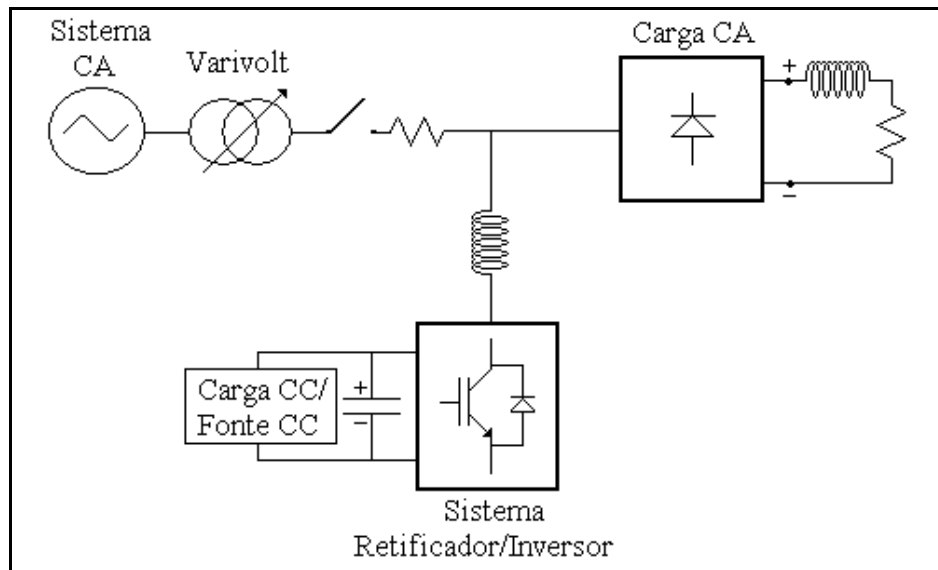 Sistema
CA
Varivolt
Carga CA
+
−
Carga CC/
Fonte CC
+
−
Sistema
Retificador/Inversor